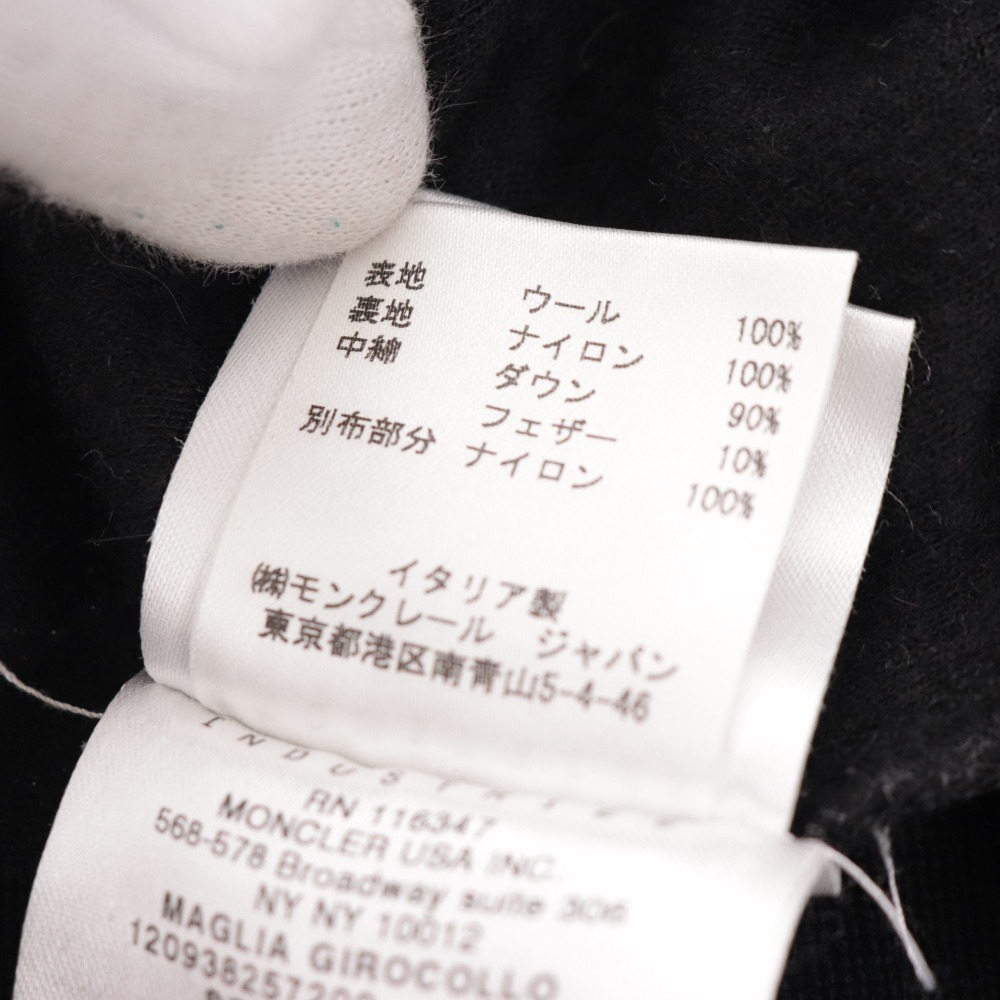 表地 ウール 100%
裏地 ナイロン 100%
中綿 ダウン 90%
フェザー 10%
別布部分 ナイロン 100%
イタリア製
㈱モンクレール ジャパン
東京都港区南青山5-4-46
INDUSTRIES
RN 116347
MONCLER USA INC.
568-578 Broadway suite 306
NY NY 10012
MAGLIA GIROCOLLO